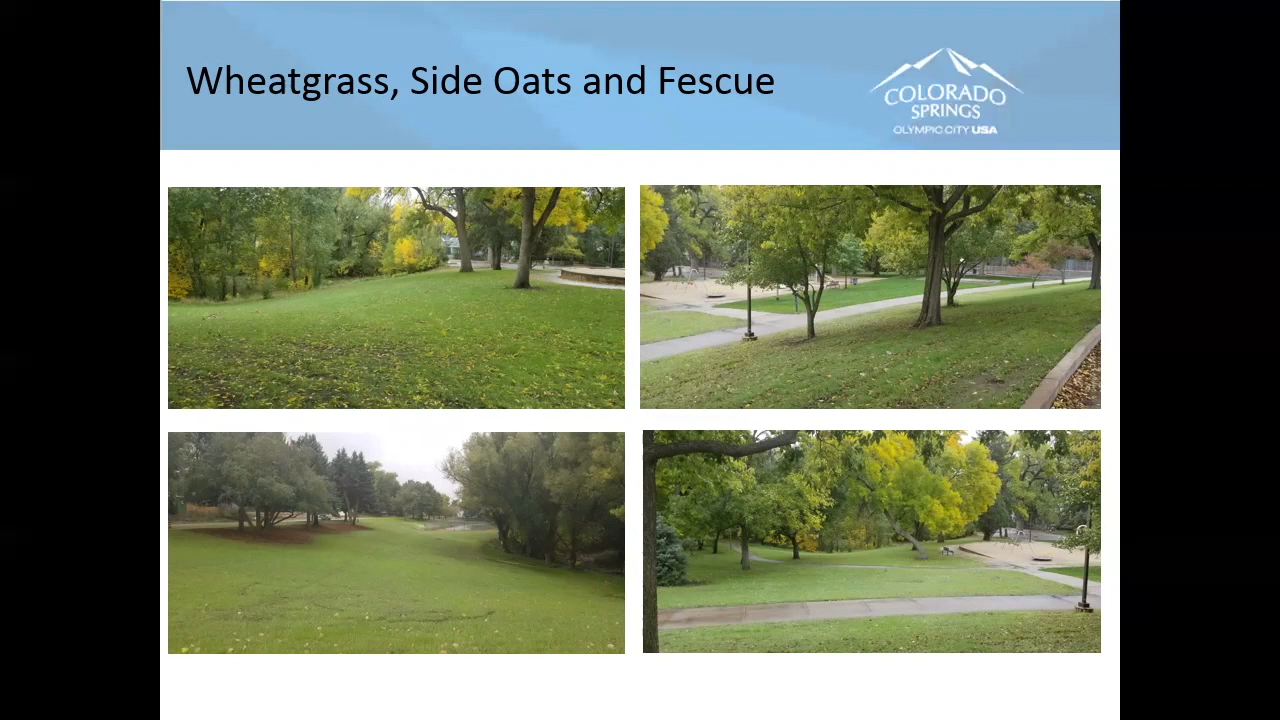 Wheatgrass, Side Oats and Fescue
COLORADO
SPRINGS
OLYMPIC CITY USA